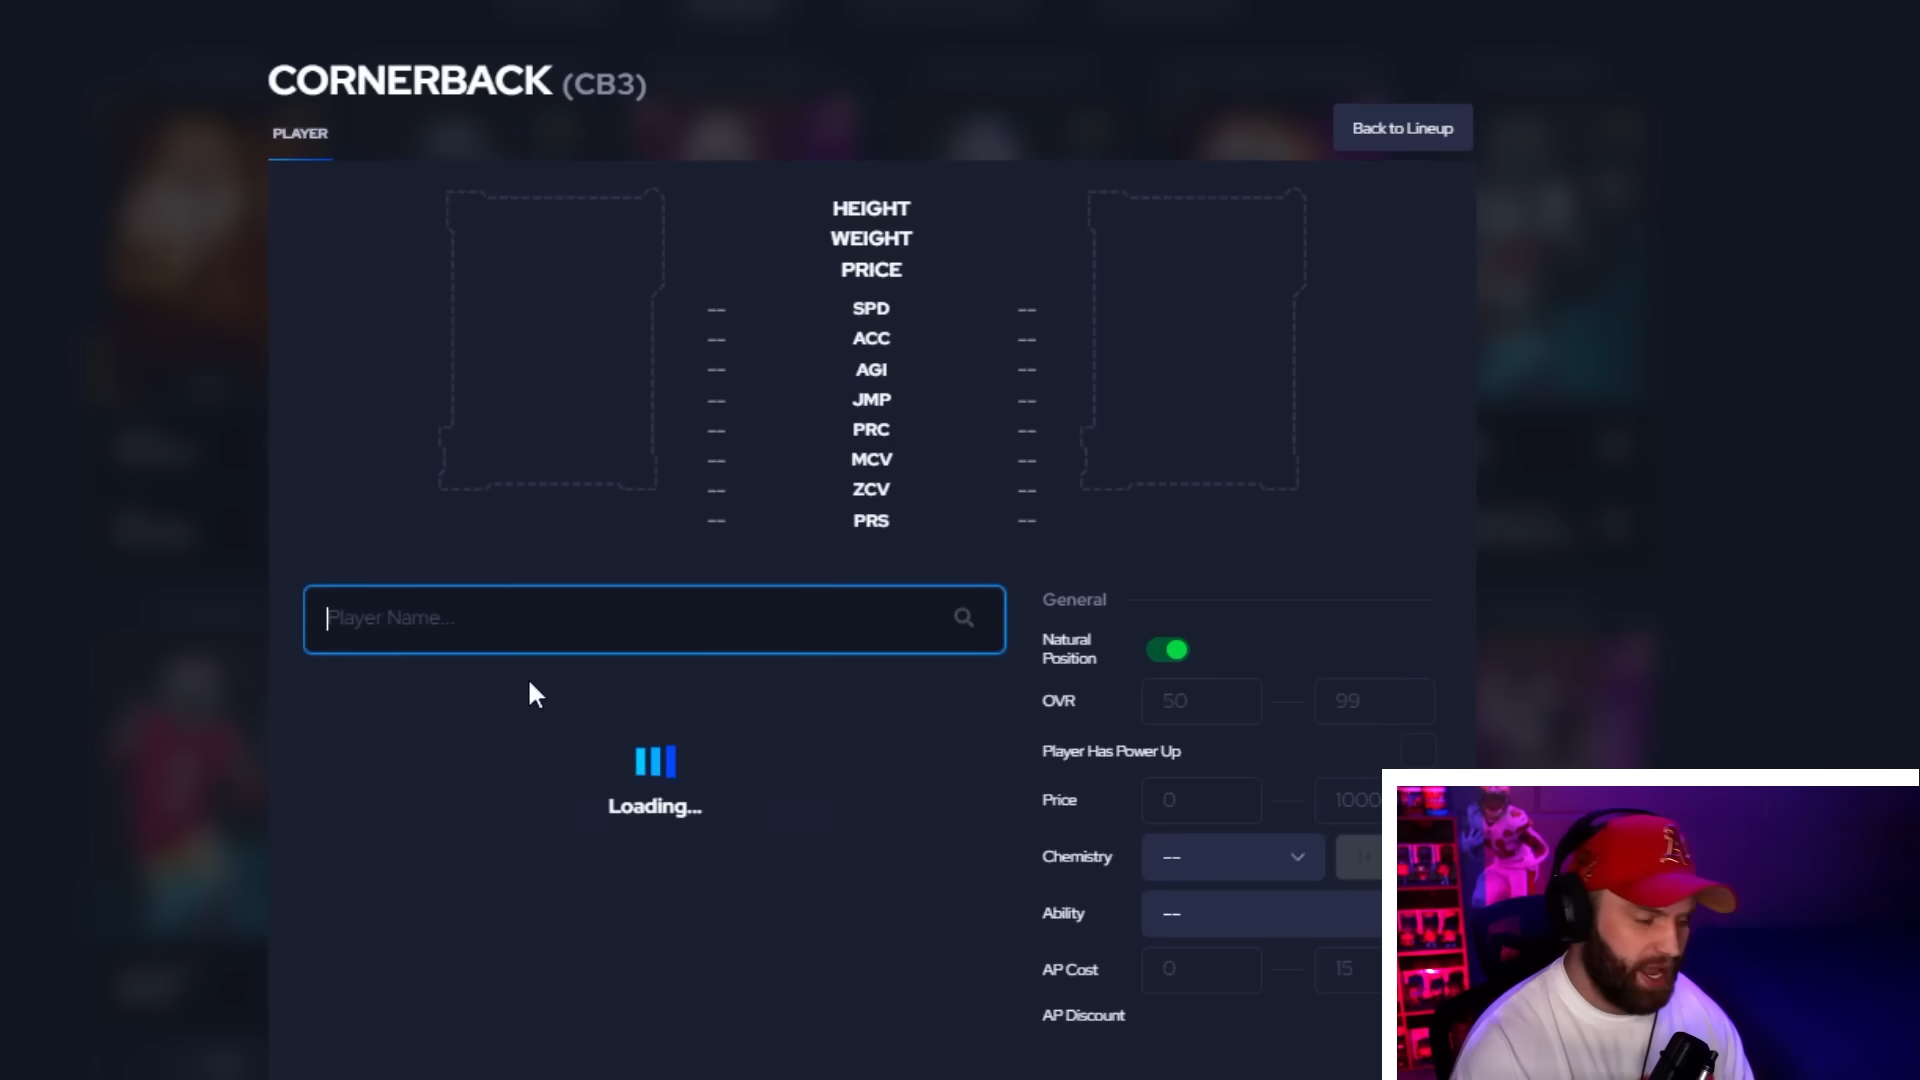 CORNERBACK (CB3)
PLAYER
Back to Lineup
HEIGHT
WEIGHT
PRICE
-- SPD --
-- ACC --
-- AGI --
-- JMP --
-- PRC --
-- MCV --
-- ZCV --
-- PRS --
Player Name...
Loading...
General
Natural
Position
OVR 50 — 99
Player Has Power Up
Price 0 — 1000
Chemistry --
Ability --
AP Cost 0 — 15
AP Discount